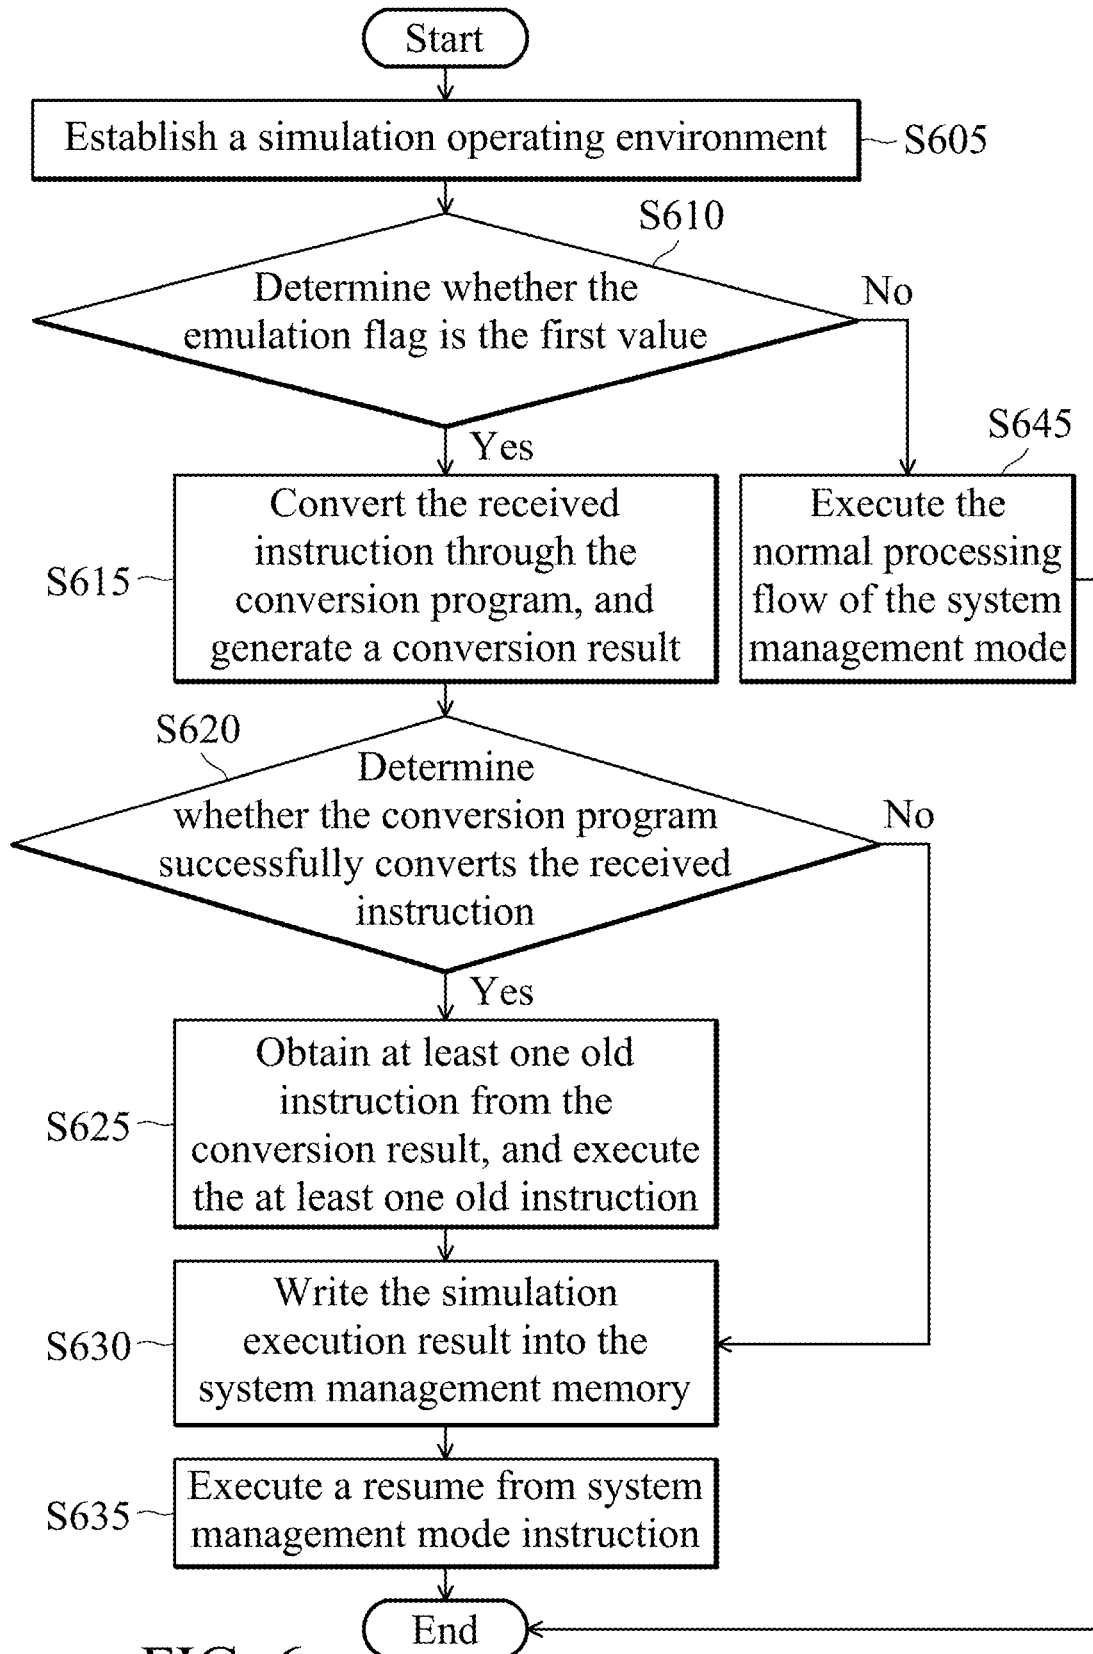 Start
Establish a simulation operating environment
S605
S610
Determine whether the
emulation flag is the first value
No
Yes
S645
Convert the received
instruction through the
conversion program, and
generate a conversion result
S615
Execute the
normal processing
flow of the system
management mode
S620
Determine
whether the conversion program
successfully converts the received
instruction
No
Yes
Obtain at least one old
instruction from the
conversion result, and execute
the at least one old instruction
S625
Write the simulation
execution result into the
system management memory
S630
Execute a resume from system
management mode instruction
S635
End
FIG. 6